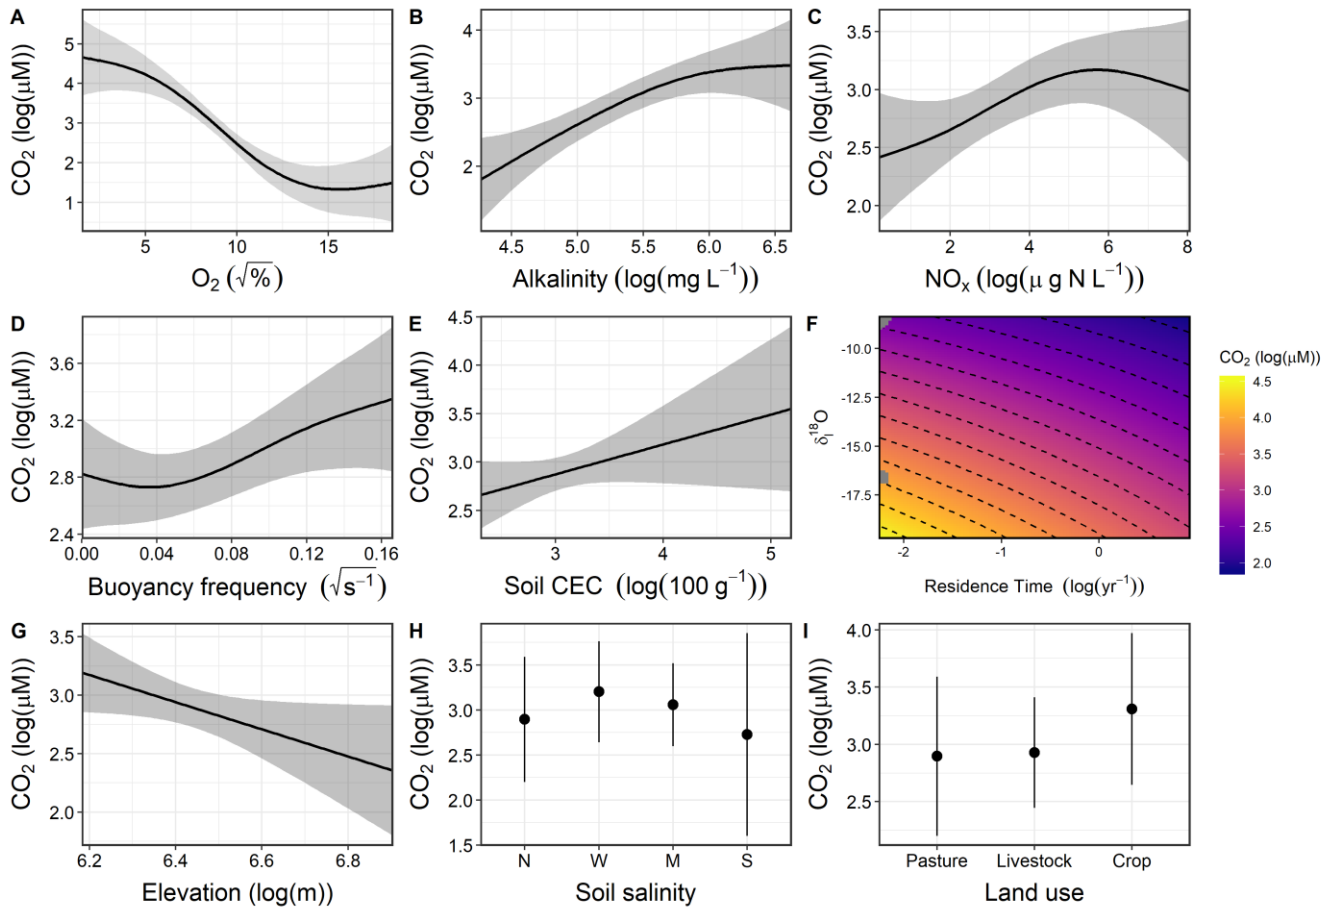 A
CO₂ (log(μM))
5
4
3
2
1
5 10 15
O₂ (√%)
B
CO₂ (log(μM))
4
3
2
4.5 5.0 5.5 6.0 6.5
Alkalinity (log(mg L⁻¹))
C
CO₂ (log(μM))
3.5
3.0
2.5
2.0
2 4 6 8
NOₓ (log(μ g N L⁻¹))
D
CO₂ (log(μM))
3.6
3.2
2.8
2.4
0.00 0.04 0.08 0.12 0.16
Buoyancy frequency (√s⁻¹)
E
CO₂ (log(μM))
4.5
4.0
3.5
3.0
2.5
3 4 5
Soil CEC (log(100 g⁻¹))
F
δᵢ¹⁸O
-10.0
-12.5
-15.0
-17.5
-2 -1 0
Residence Time (log(yr⁻¹))
CO₂ (log(μM))
4.5
4.0
3.5
3.0
2.5
2.0
G
CO₂ (log(μM))
3.5
3.0
2.5
2.0
6.2 6.4 6.6 6.8
Elevation (log(m))
H
CO₂ (log(μM))
3.5
3.0
2.5
2.0
1.5
N W M S
Soil salinity
I
CO₂ (log(μM))
4.0
3.5
3.0
2.5
Pasture Livestock Crop
Land use